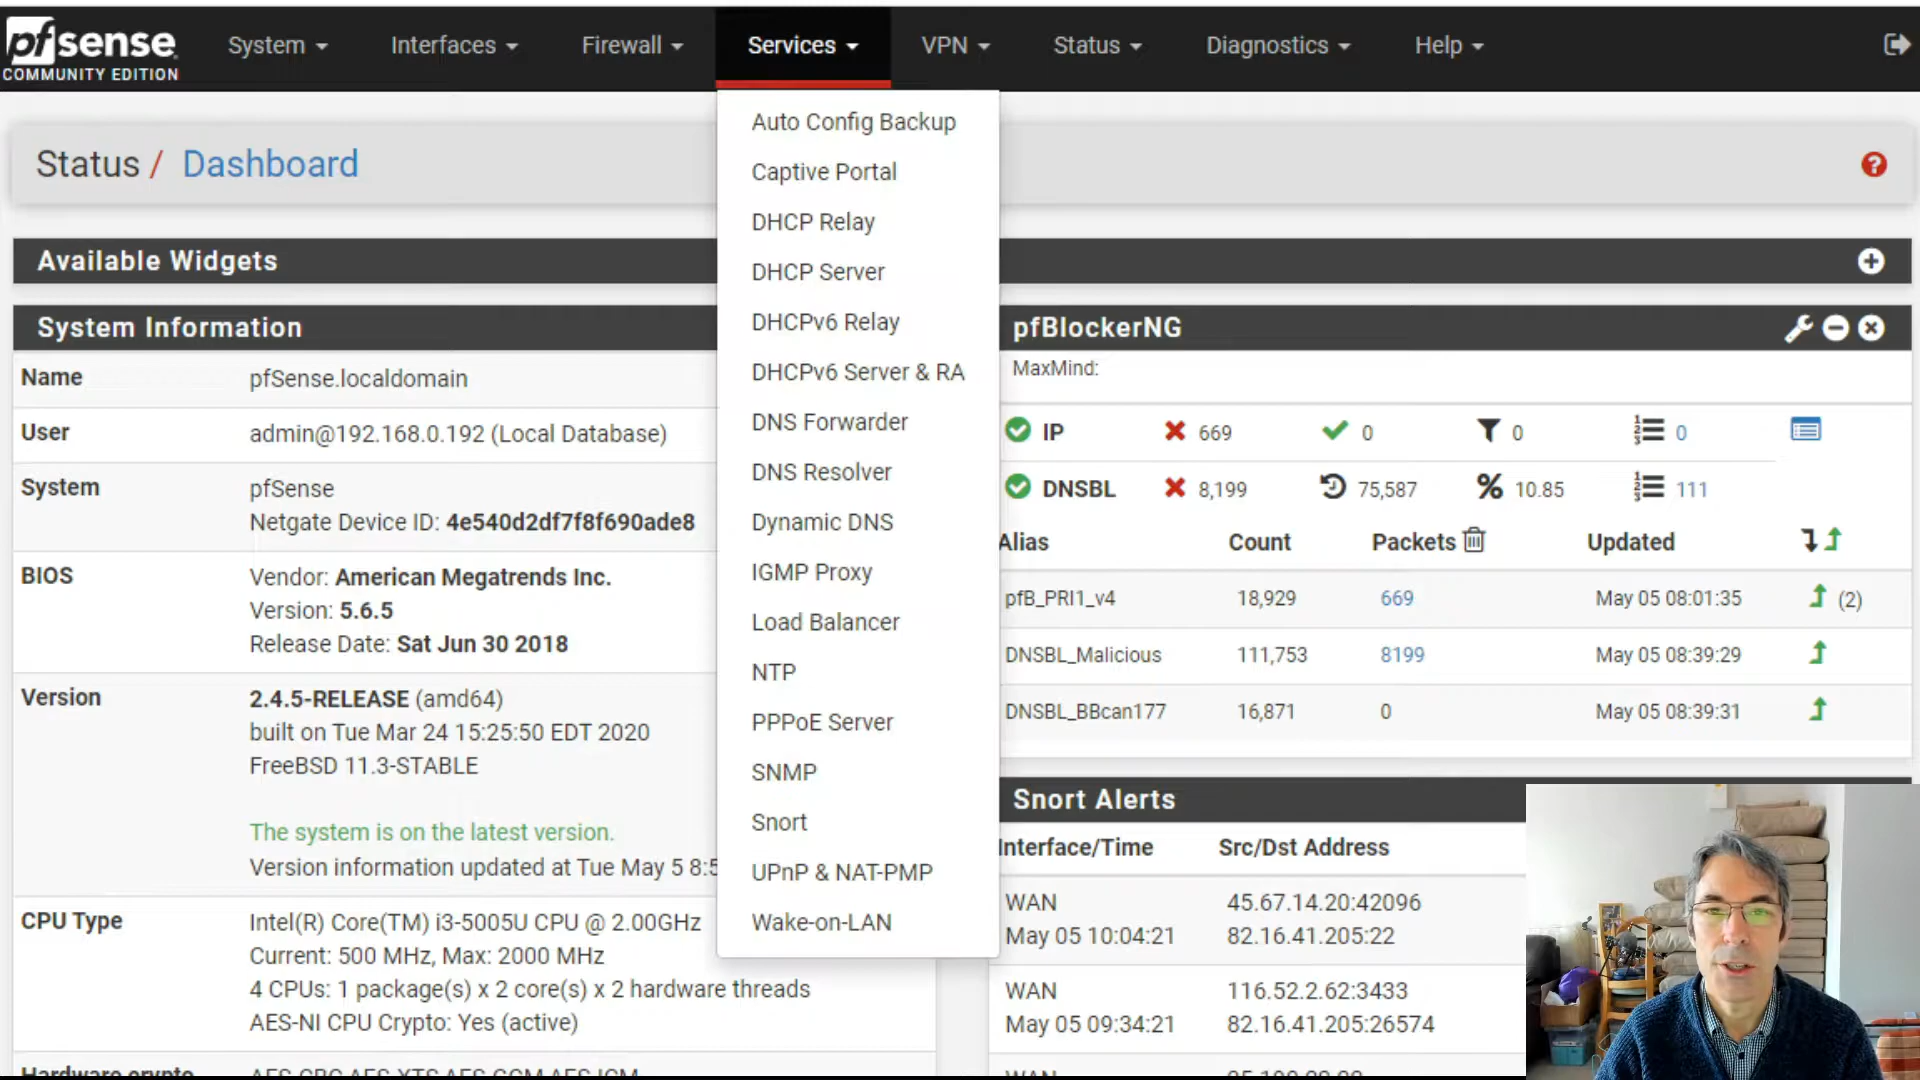 pfsense
COMMUNITY EDITION
System
Interfaces
Firewall
Services
VPN
Status
Diagnostics
Help
Auto Config Backup
Captive Portal
DHCP Relay
DHCP Server
DHCPv6 Relay
DHCPv6 Server & RA
DNS Forwarder
DNS Resolver
Dynamic DNS
IGMP Proxy
Load Balancer
NTP
PPPoE Server
SNMP
Snort
UPnP & NAT-PMP
Wake-on-LAN
Status / Dashboard
Available Widgets
System Information
Name pfSense.localdomain
User admin@192.168.0.192 (Local Database)
System pfSense
Netgate Device ID: 4e540d2df7f8f690ade8
BIOS Vendor: American Megatrends Inc.
Version: 5.6.5
Release Date: Sat Jun 30 2018
Version 2.4.5-RELEASE (amd64)
built on Tue Mar 24 15:25:50 EDT 2020
FreeBSD 11.3-STABLE
The system is on the latest version.
Version information updated at Tue May 5 8:5
CPU Type Intel(R) Core(TM) i3-5005U CPU @ 2.00GHz
Current: 500 MHz, Max: 2000 MHz
4 CPUs: 1 package(s) x 2 core(s) x 2 hardware threads
AES-NI CPU Crypto: Yes (active)
Hardware crypto
pfBlockerNG
MaxMind:
IP 669 0 0 0
DNSBL 8,199 75,587 % 10.85 111
Alias Count Packets Updated
pfB_PRI1_v4 18,929 669 May 05 08:01:35 (2)
DNSBL_Malicious 111,753 8199 May 05 08:39:29
DNSBL_BBcan177 16,871 0 May 05 08:39:31
Snort Alerts
Interface/Time Src/Dst Address
WAN 45.67.14.20:42096
May 05 10:04:21 82.16.41.205:22
WAN 116.52.2.62:3433
May 05 09:34:21 82.16.41.205:26574
WAN